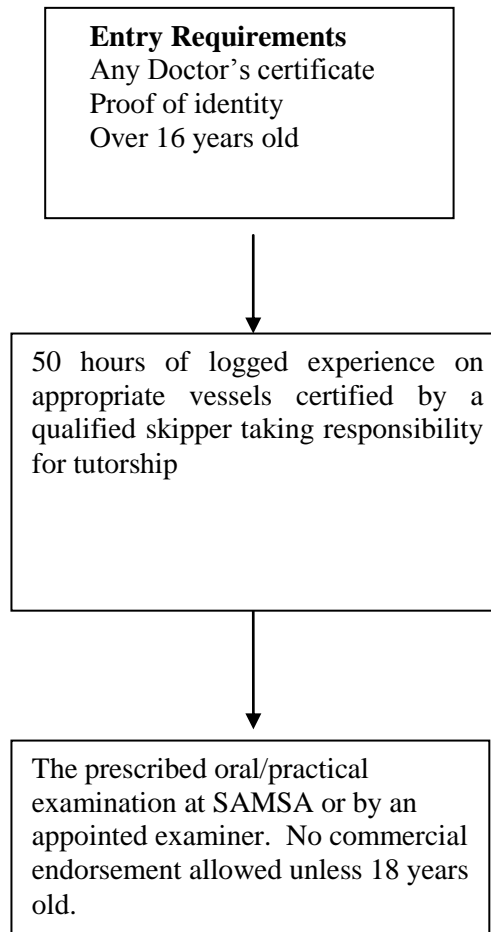 Entry Requirements
Any Doctor’s certificate
Proof of identity
Over 16 years old
50 hours of logged experience on
appropriate vessels certified by a
qualified skipper taking responsibility
for tutorship
The prescribed oral/practical
examination at SAMSA or by an
appointed examiner.  No commercial
endorsement allowed unless 18 years
old.